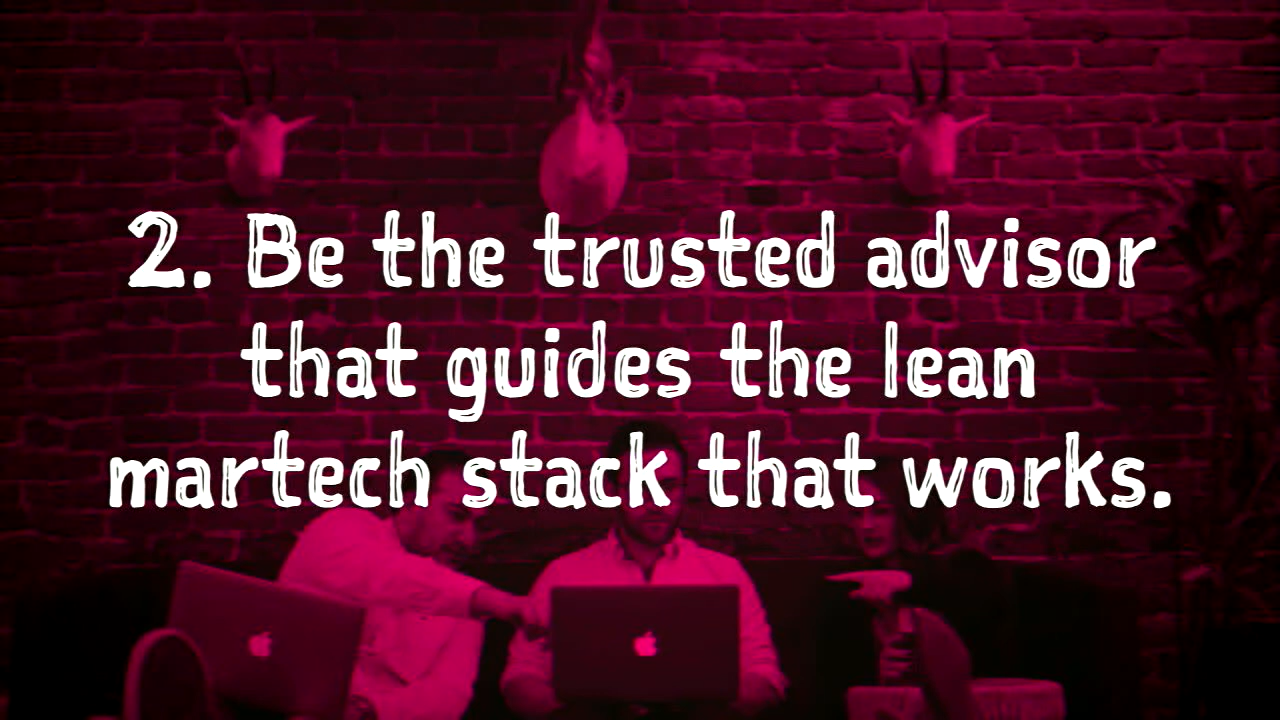 2. Be the trusted advisor
that guides the lean
martech stack that works.